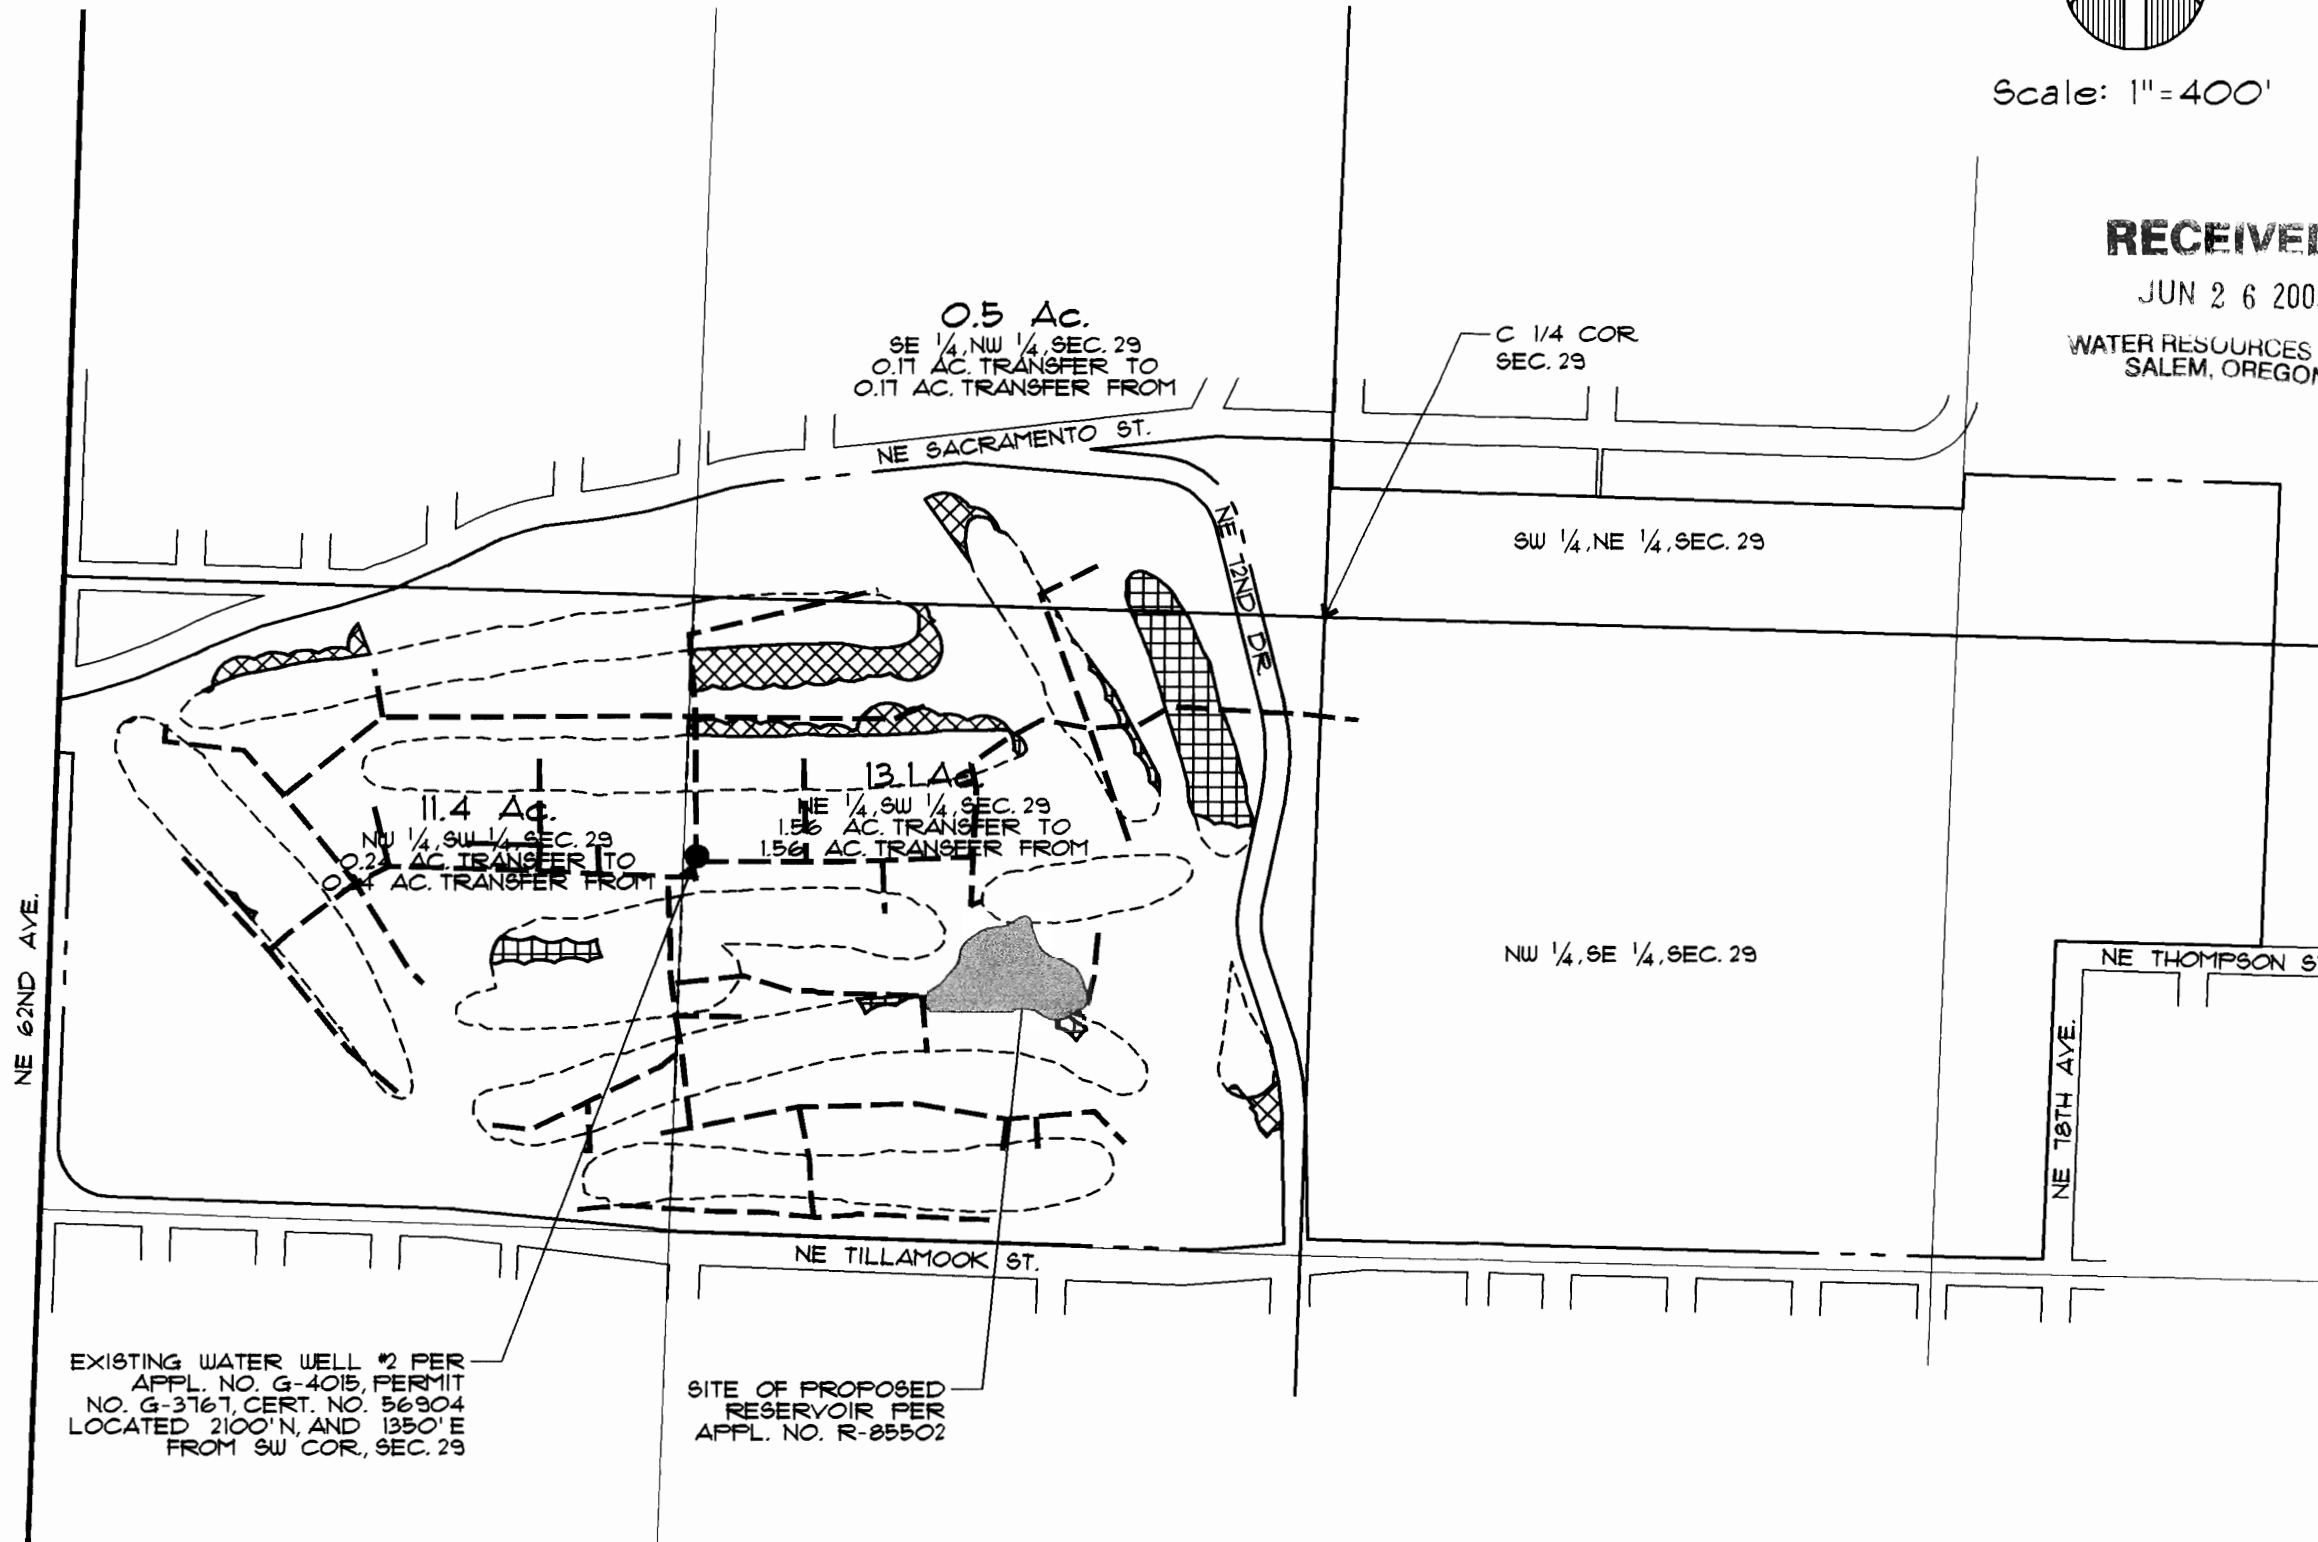 Scale: 1"=400'
RECEIVED
JUN 2 6 200
WATER RESOURCES
SALEM, OREGON
0.5 Ac.
SE 1/4, NW 1/4, SEC. 29
0.17 AC. TRANSFER TO
0.17 AC. TRANSFER FROM
C 1/4 COR
SEC. 29
NE SACRAMENTO ST.
NE 72ND DR
SW 1/4, NE 1/4, SEC. 29
13.1 Ac.
NE 1/4, SW 1/4, SEC. 29
1.56 AC. TRANSFER TO
1.56 AC. TRANSFER FROM
11.4 Ac.
NW 1/4, SW 1/4, SEC. 29
0.24 AC. TRANSFER TO
AC. TRANSFER FROM
NE 62ND AVE.
NW 1/4, SE 1/4, SEC. 29
NE THOMPSON S
NE 78TH AVE.
NE TILLAMOOK ST.
EXISTING WATER WELL #2 PER
APPL. NO. G-4015, PERMIT
NO. G-3767, CERT. NO. 56904
LOCATED 2100' N, AND 1350' E
FROM SW COR., SEC. 29
SITE OF PROPOSED
RESERVOIR PER
APPL. NO. R-85502